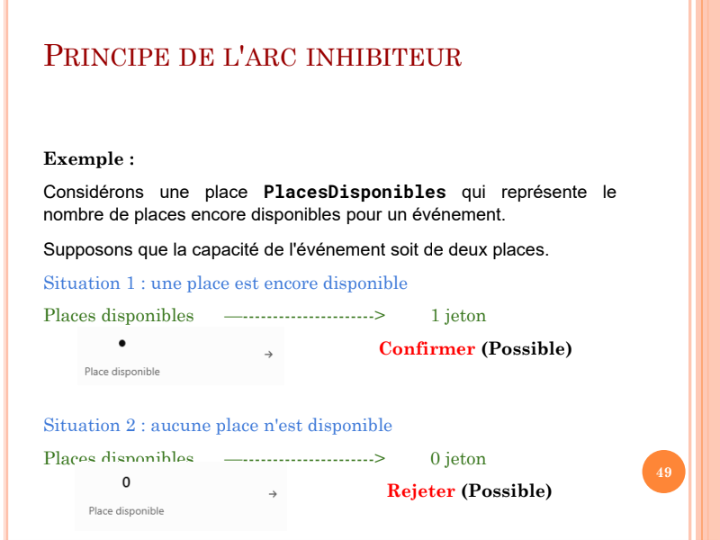 PRINCIPE DE L'ARC INHIBITEUR
Exemple :
Considérons une place PlacesDisponibles qui représente le
nombre de places encore disponibles pour un événement.
Supposons que la capacité de l'événement soit de deux places.
Situation 1 : une place est encore disponible
Places disponibles —----------------------> 1 jeton
• →
Confirmer (Possible)
Place disponible
Situation 2 : aucune place n'est disponible
Places disponibles —----------------------> 0 jeton
49
0 →
Rejeter (Possible)
Place disponible